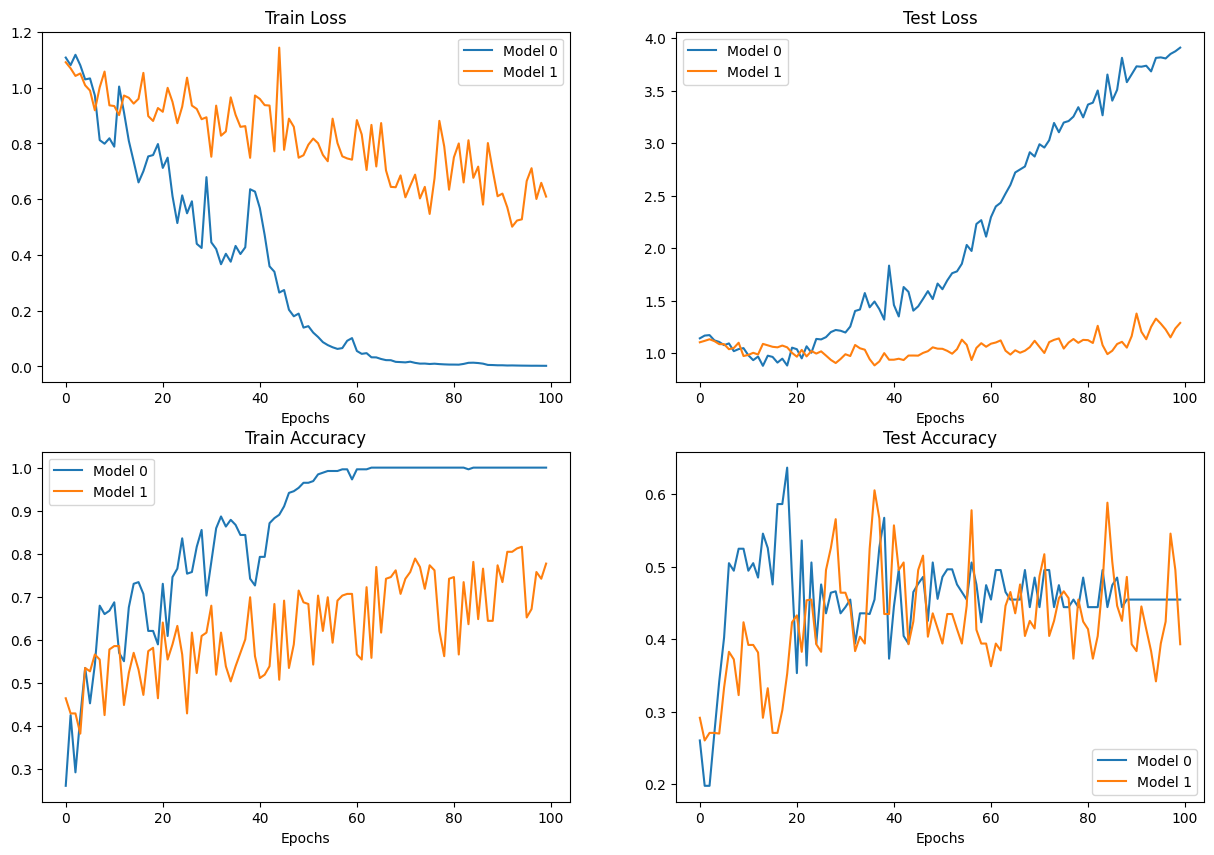 Train Loss
1.2
1.0
0.8
0.6
0.4
0.2
0.0
Model 0
Model 1
0 20 40 60 80 100
Epochs
Test Loss
4.0
3.5
3.0
2.5
2.0
1.5
1.0
Model 0
Model 1
0 20 40 60 80 100
Epochs
Train Accuracy
1.0
0.9
0.8
0.7
0.6
0.5
0.4
0.3
Model 0
Model 1
0 20 40 60 80 100
Epochs
Test Accuracy
0.6
0.5
0.4
0.3
0.2
Model 0
Model 1
0 20 40 60 80 100
Epochs